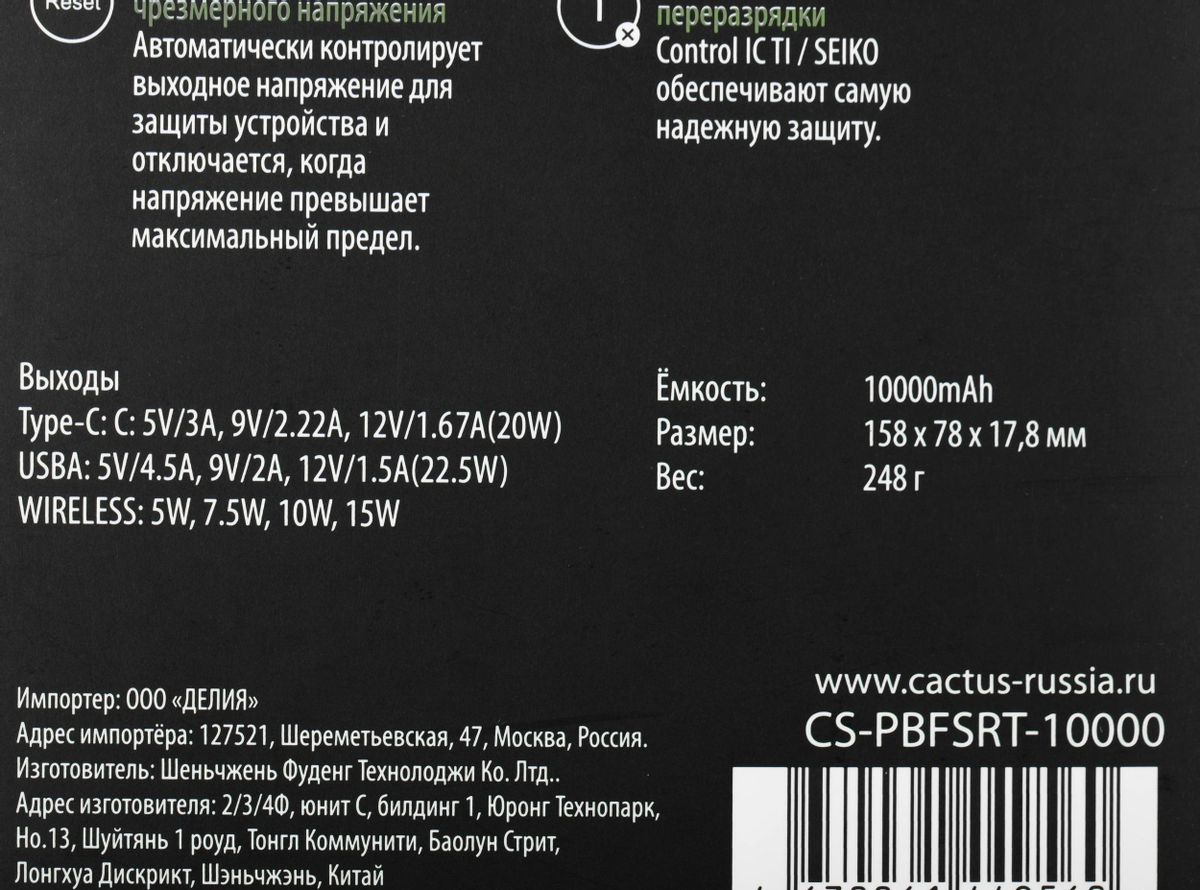 Reset
чрезмерного напряжения
Автоматически контролирует
выходное напряжение для
защиты устройства и
отключается, когда
напряжение превышает
максимальный предел.
переразрядки
Control IC TI / SEIKO
обеспечивают самую
надежную защиту.
Выходы
Type-C: C: 5V/3A, 9V/2.22A, 12V/1.67A(20W)
USBA: 5V/4.5A, 9V/2A, 12V/1.5A(22.5W)
WIRELESS: 5W, 7.5W, 10W, 15W
Ёмкость: 10000mAh
Размер: 158 x 78 x 17,8 мм
Вес: 248 г
Импортер: ООО «ДЕЛИЯ»
Адрес импортёра: 127521, Шереметьевская, 47, Москва, Россия.
Изготовитель: Шеньчжень Фуденг Технолоджи Ко. Лтд..
Адрес изготовителя: 2/3/4Ф, юнит С, билдинг 1, Юронг Технопарк,
Но.13, Шуйтянь 1 роуд, Тонгл Коммунити, Баолун Стрит,
Лонгхуа Дискрикт, Шэньчжэнь, Китай
www.cactus-russia.ru
CS-PBFSRT-10000